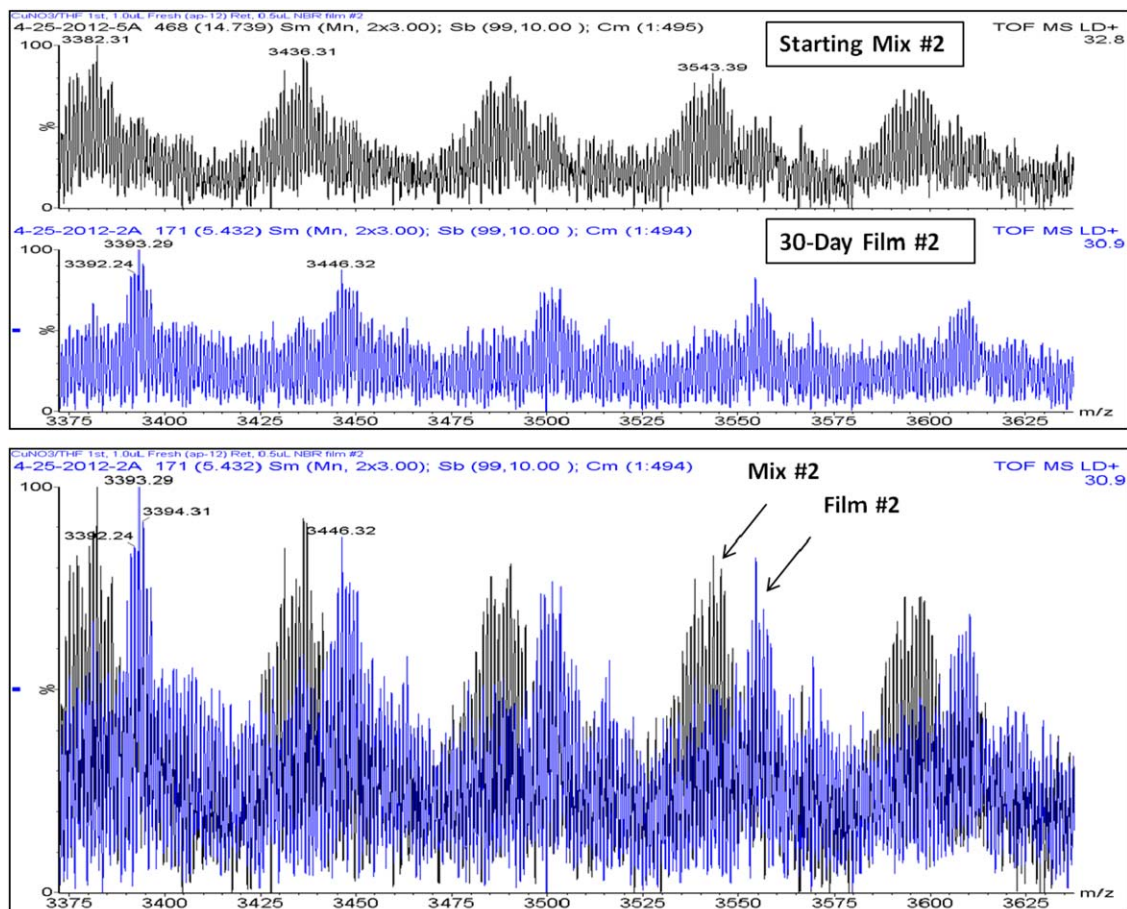 CuNO3/THF 1st, 1.0uL Fresh (ap-12) Ret, 0.5uL NBR film #2
4-25-2012-5A 468 (14.739) Sm (Mn, 2x3.00); Sb (99,10.00 ); Cm (1:495)
TOF MS LD+
32.8
Starting Mix #2
100
%
0
3382.31
3436.31
3543.39
4-25-2012-2A 171 (5.432) Sm (Mn, 2x3.00); Sb (99,10.00 ); Cm (1:494)
TOF MS LD+
30.9
30-Day Film #2
100
%
0
3393.29
3392.24
3446.32
3375 3400 3425 3450 3475 3500 3525 3550 3575 3600 3625 m/z
CuNO3/THF 1st, 1.0uL Fresh (ap-12) Ret, 0.5uL NBR film #2
4-25-2012-2A 171 (5.432) Sm (Mn, 2x3.00); Sb (99,10.00 ); Cm (1:494)
TOF MS LD+
30.9
100
%
0
3393.29
3394.31
3392.24
3446.32
Mix #2
Film #2
3375 3400 3425 3450 3475 3500 3525 3550 3575 3600 3625 m/z